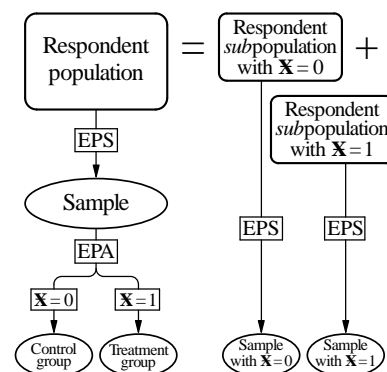 Respondent
population
=
Respondent
subpopulation
with X = 0
+
Respondent
subpopulation
with X = 1
EPS
Sample
EPA
X = 0
X = 1
Control
group
Treatment
group
EPS
EPS
Sample
with X = 0
Sample
with X = 1